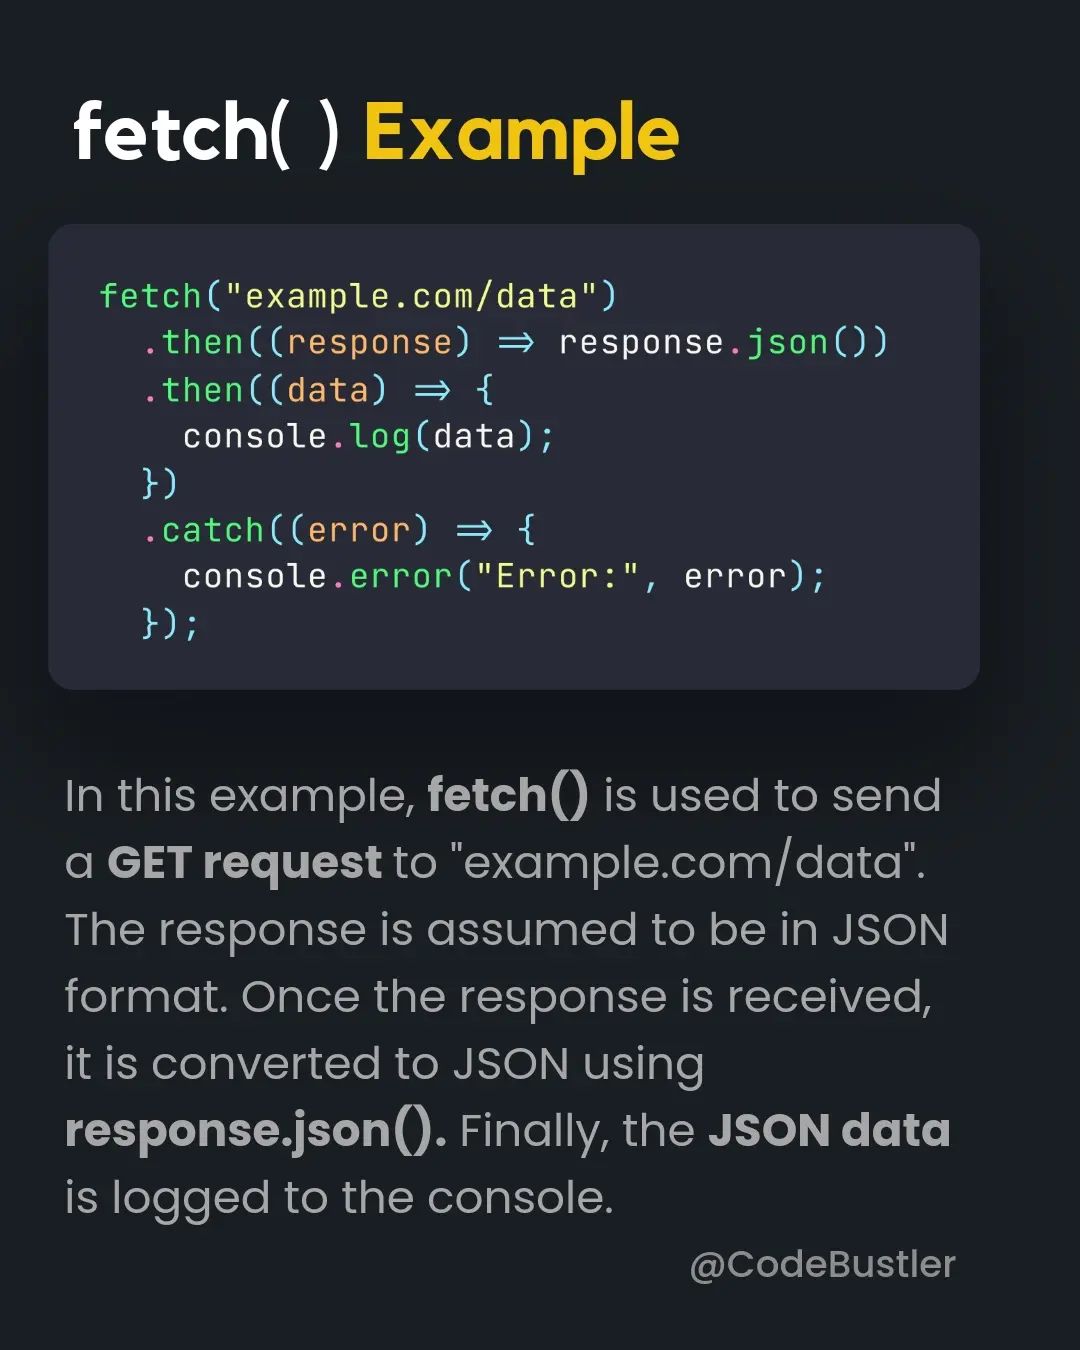 fetch( ) Example
fetch("example.com/data")
  .then((response) => response.json())
  .then((data) => {
    console.log(data);
  })
  .catch((error) => {
    console.error("Error:", error);
  });
In this example, fetch() is used to send
a GET request to "example.com/data".
The response is assumed to be in JSON
format. Once the response is received,
it is converted to JSON using
response.json(). Finally, the JSON data
is logged to the console.
@CodeBustler